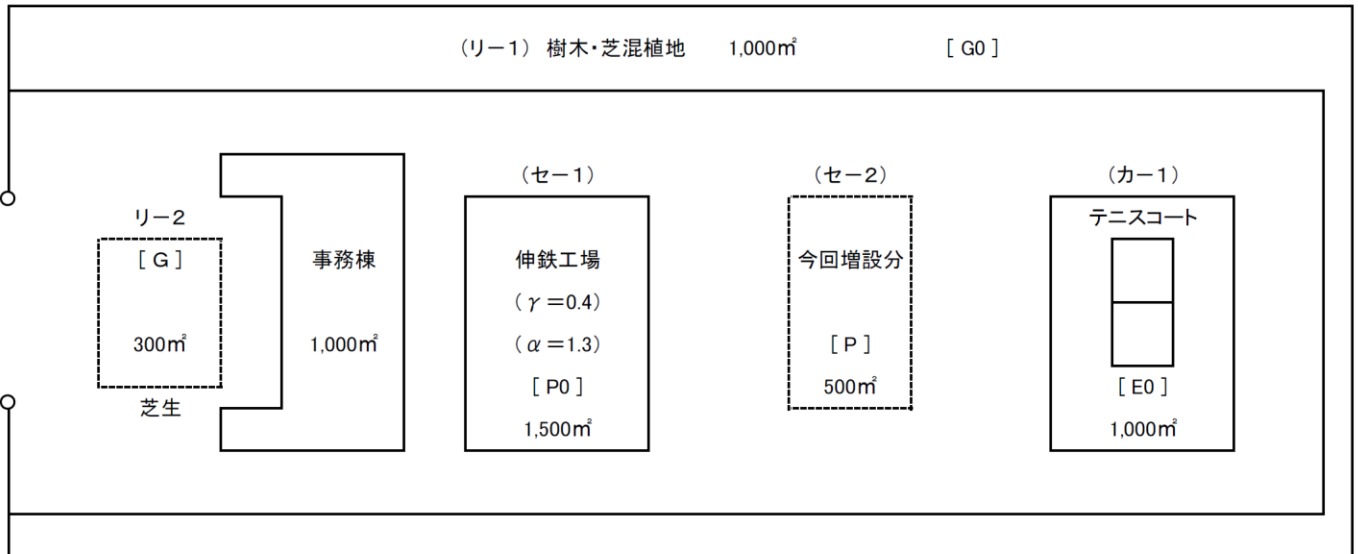 (リー1) 樹木・芝混植地 1,000㎡ [ G0 ]
リー2
[ G ]
300㎡
芝生
事務棟
1,000㎡
(セー1)
伸鉄工場
(γ=0.4)
(α=1.3)
[ P0 ]
1,500㎡
(セー2)
今回増設分
[ P ]
500㎡
(カー1)
テニスコート
[ E0 ]
1,000㎡